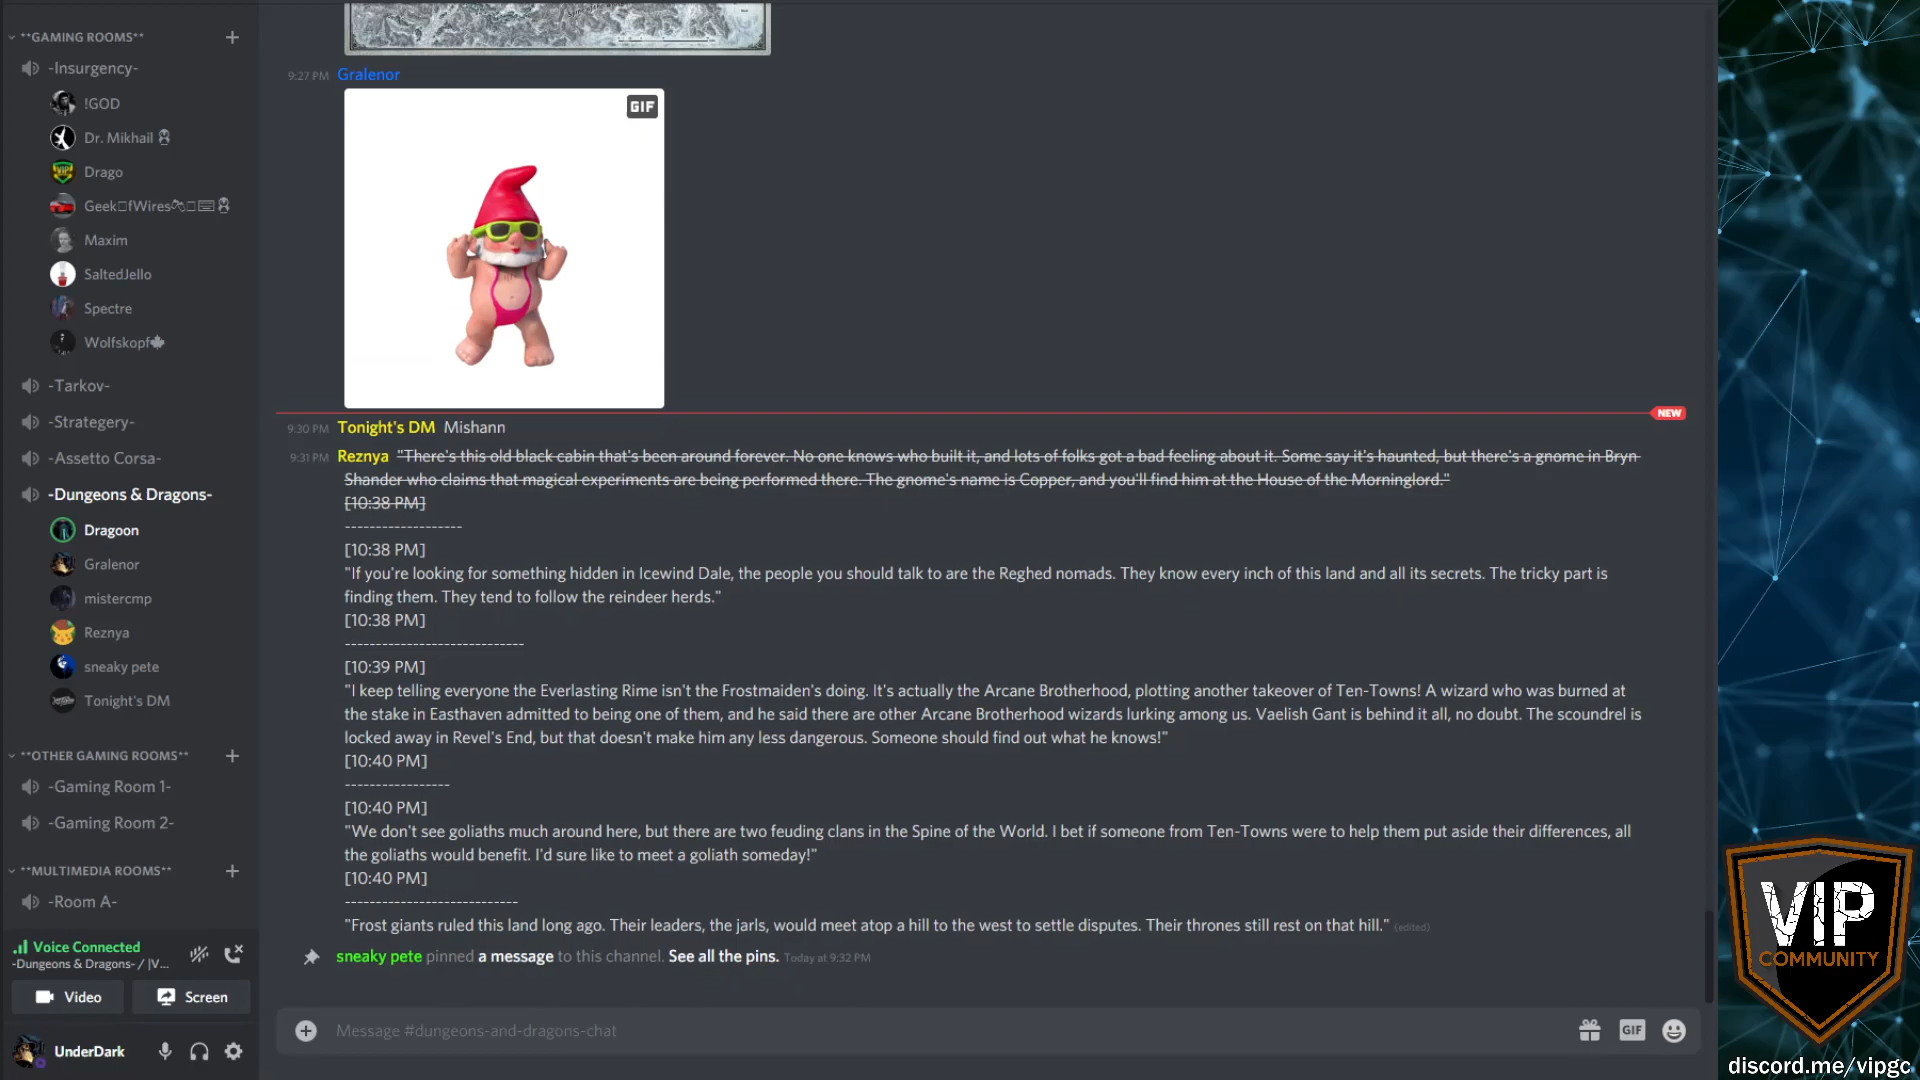 **GAMING ROOMS**
-Insurgency-
!GOD
Dr. Mikhail
Drago
Geek▯fWires
Maxim
SaltedJello
Spectre
Wolfskopf
-Tarkov-
-Strategery-
-Assetto Corsa-
-Dungeons & Dragons-
Dragoon
Gralenor
mistercmp
Reznya
sneaky pete
Tonight's DM
**OTHER GAMING ROOMS**
-Gaming Room 1-
-Gaming Room 2-
**MULTIMEDIA ROOMS**
-Room A-
Voice Connected
-Dungeons & Dragons- / |V...
Video Screen
UnderDark
9:27 PM Gralenor
GIF
NEW
9:30 PM Tonight's DM Mishann
9:31 PM Reznya "There's this old black cabin that's been around forever. No one knows who built it, and lots of folks got a bad feeling about it. Some say it's haunted, but there's a gnome in Bryn
Shander who claims that magical experiments are being performed there. The gnome's name is Copper, and you'll find him at the House of the Morninglord."
[10:38 PM]
-------------------
[10:38 PM]
"If you're looking for something hidden in Icewind Dale, the people you should talk to are the Reghed nomads. They know every inch of this land and all its secrets. The tricky part is
finding them. They tend to follow the reindeer herds."
[10:38 PM]
-----------------------------
[10:39 PM]
"I keep telling everyone the Everlasting Rime isn't the Frostmaiden's doing. It's actually the Arcane Brotherhood, plotting another takeover of Ten-Towns! A wizard who was burned at
the stake in Easthaven admitted to being one of them, and he said there are other Arcane Brotherhood wizards lurking among us. Vaelish Gant is behind it all, no doubt. The scoundrel is
locked away in Revel's End, but that doesn't make him any less dangerous. Someone should find out what he knows!"
[10:40 PM]
-----------------
[10:40 PM]
"We don't see goliaths much around here, but there are two feuding clans in the Spine of the World. I bet if someone from Ten-Towns were to help them put aside their differences, all
the goliaths would benefit. I'd sure like to meet a goliath someday!"
[10:40 PM]
----------------------------
"Frost giants ruled this land long ago. Their leaders, the jarls, would meet atop a hill to the west to settle disputes. Their thrones still rest on that hill." (edited)
sneaky pete pinned a message to this channel. See all the pins. Today at 9:32 PM
Message #dungeons-and-dragons-chat
GIF
VIP
COMMUNITY
discord.me/vipgc